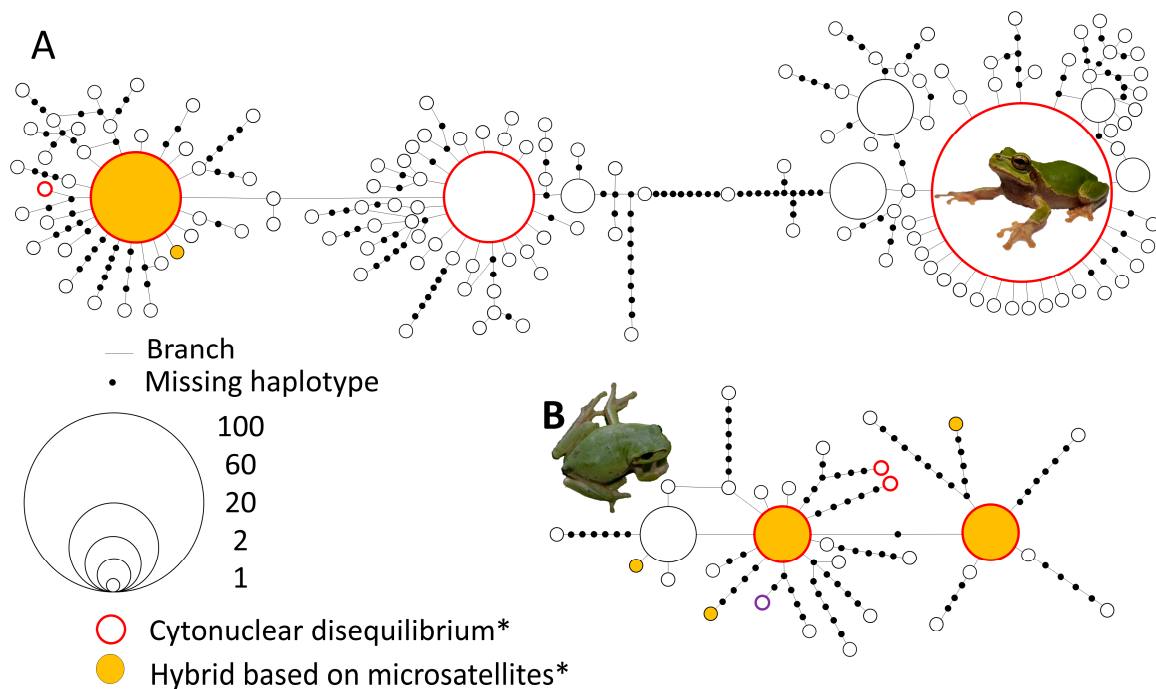 A
Branch
Missing haplotype
100
60
20
2
1
Cytonuclear disequilibrium*
Hybrid based on microsatellites*
B